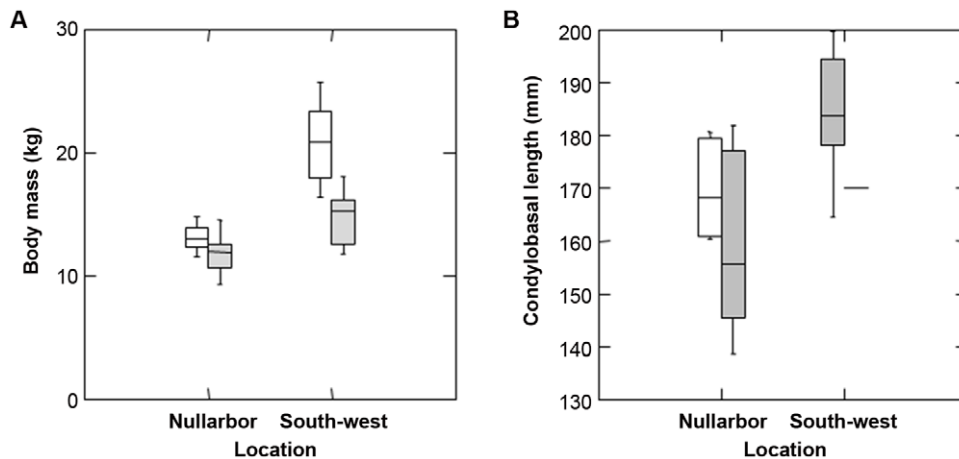 A
30
20
10
0
Body mass (kg)
Nullarbor South-west
Location
B
200
190
180
170
160
150
140
130
Condylobasal length (mm)
Nullarbor South-west
Location